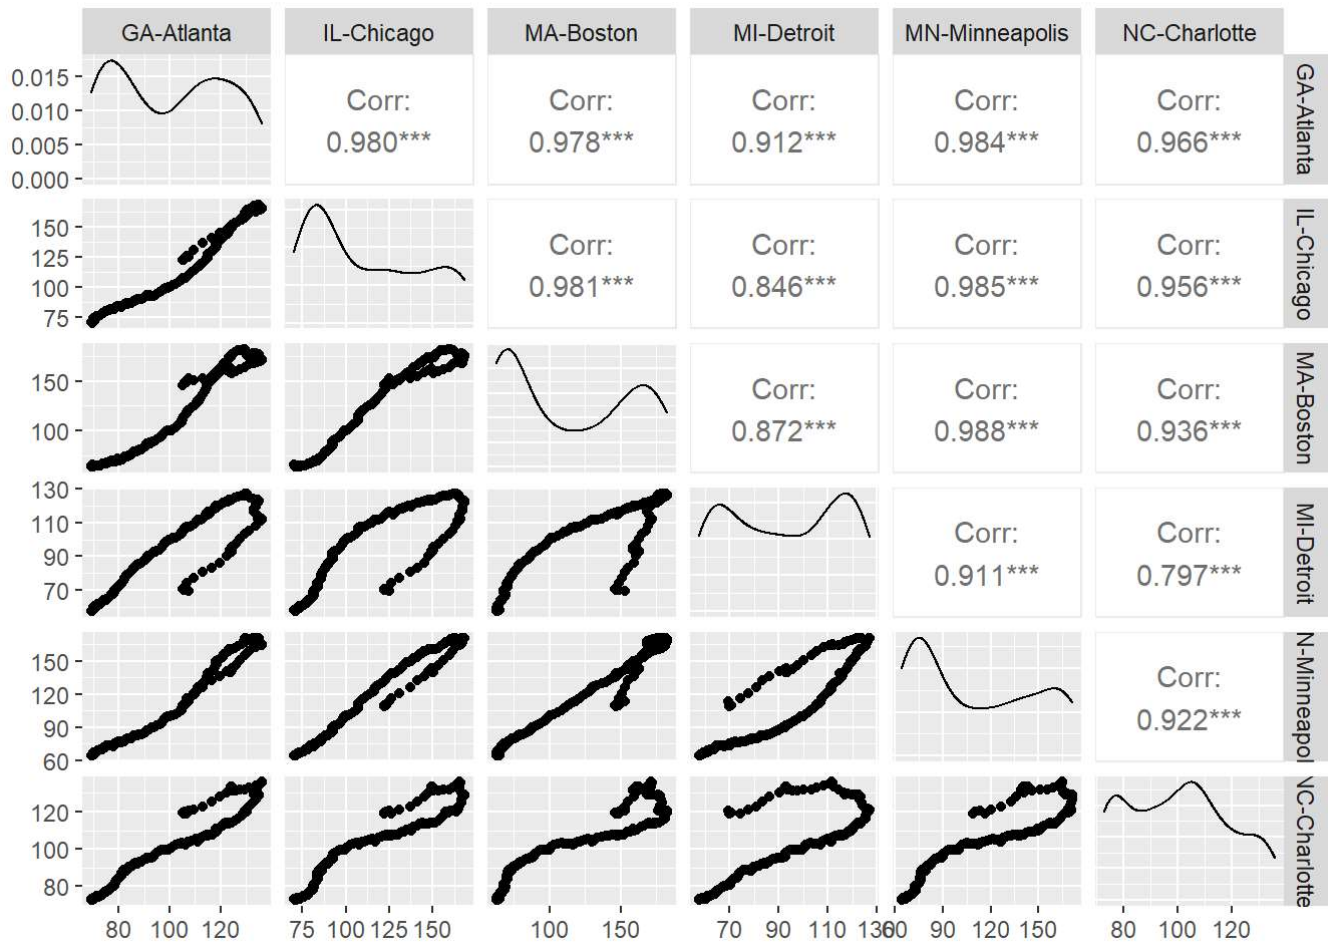 GA-Atlanta IL-Chicago MA-Boston MI-Detroit MN-Minneapolis NC-Charlotte
0.015
0.010
0.005
0.000
Corr:
0.980***
Corr:
0.978***
Corr:
0.912***
Corr:
0.984***
Corr:
0.966***
GA-Atlanta
150
125
100
75
Corr:
0.981***
Corr:
0.846***
Corr:
0.985***
Corr:
0.956***
IL-Chicago
150
100
Corr:
0.872***
Corr:
0.988***
Corr:
0.936***
MA-Boston
130
110
90
70
Corr:
0.911***
Corr:
0.797***
MI-Detroit
150
120
90
60
Corr:
0.922***
N-Minneapol
120
100
80
NC-Charlotte
80 100 120
75 100 125 150
100 150
70 90 110 130
60 90 120 150
80 100 120